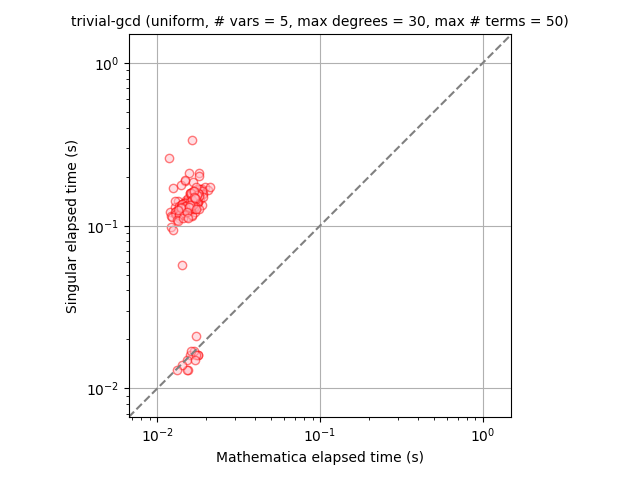 trivial-gcd (uniform, # vars = 5, max degrees = 30, max # terms = 50)
10⁰
10⁻¹
10⁻²
Singular elapsed time (s)
10⁻² 10⁻¹ 10⁰
Mathematica elapsed time (s)